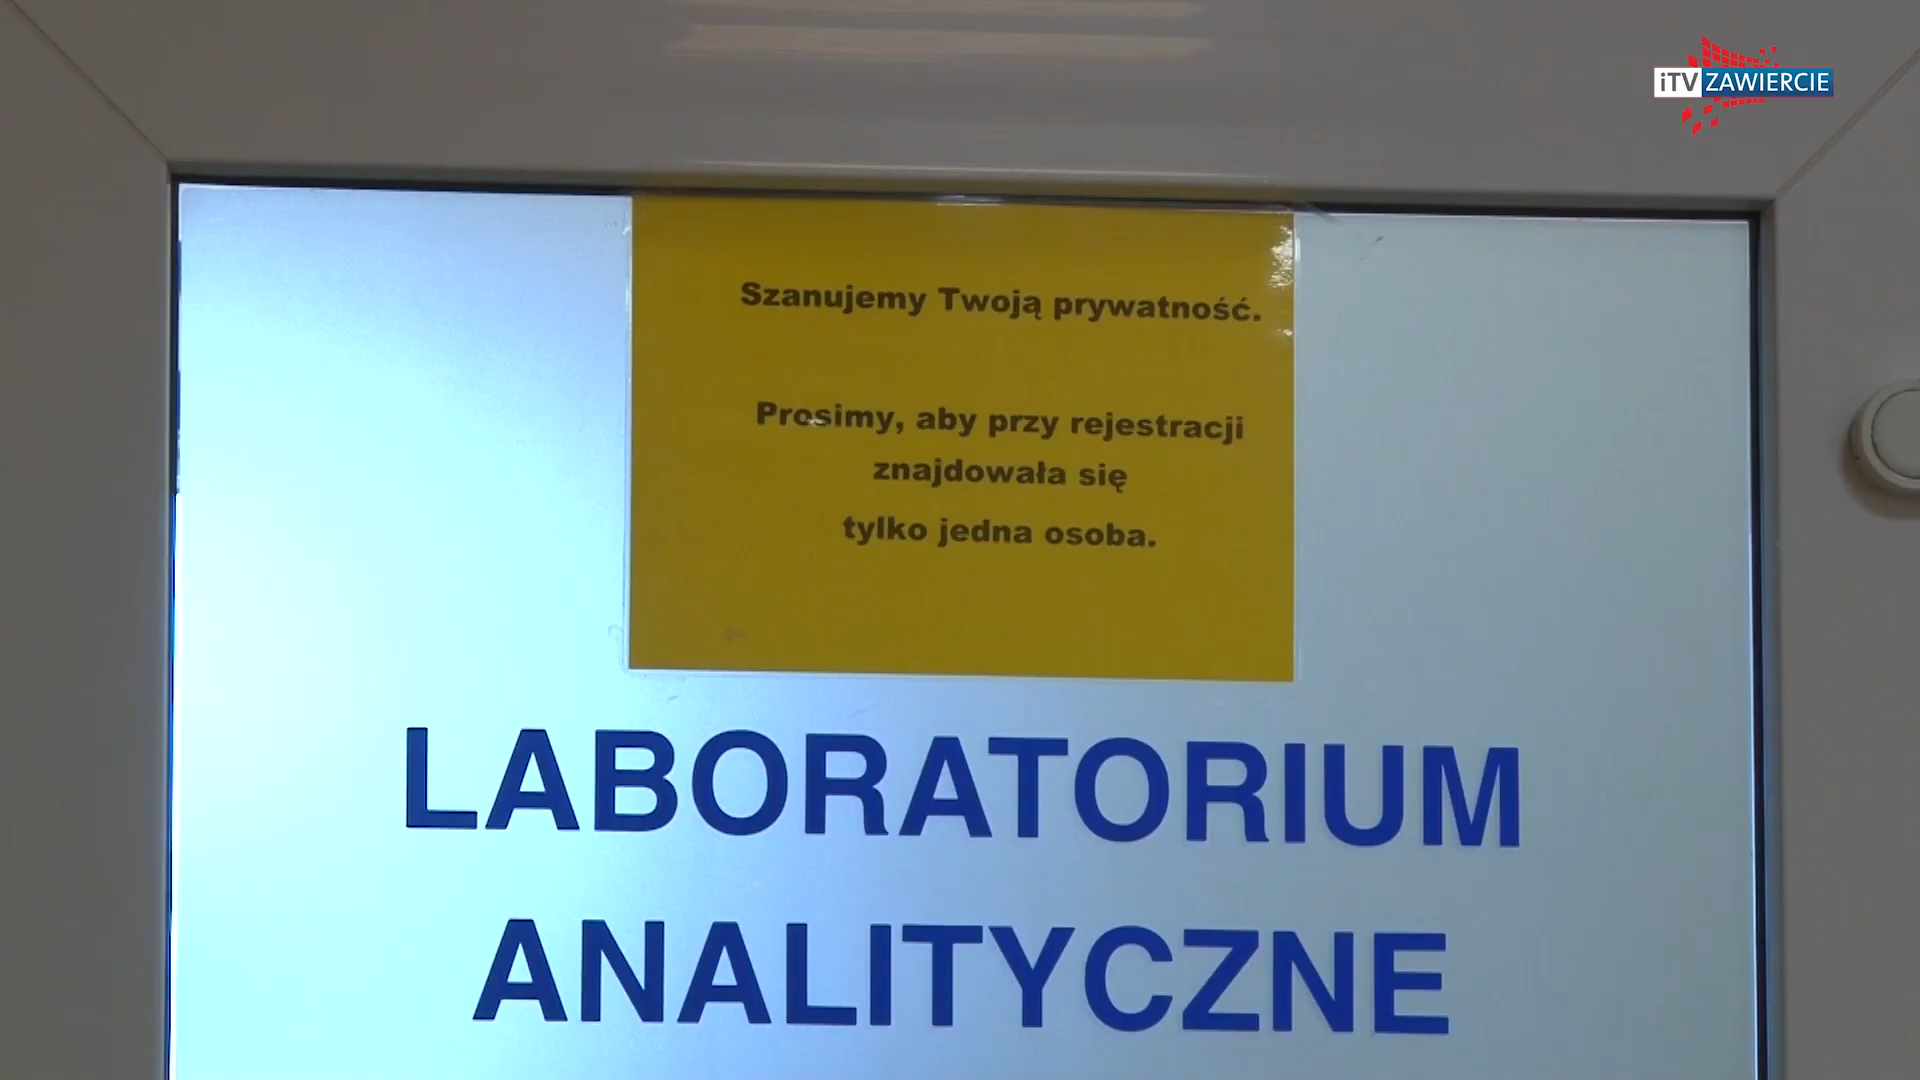 iTV ZAWIERCIE
Szanujemy Twoją prywatność.
Prosimy, aby przy rejestracji
znajdowała się
tylko jedna osoba.
LABORATORIUM
ANALITYCZNE